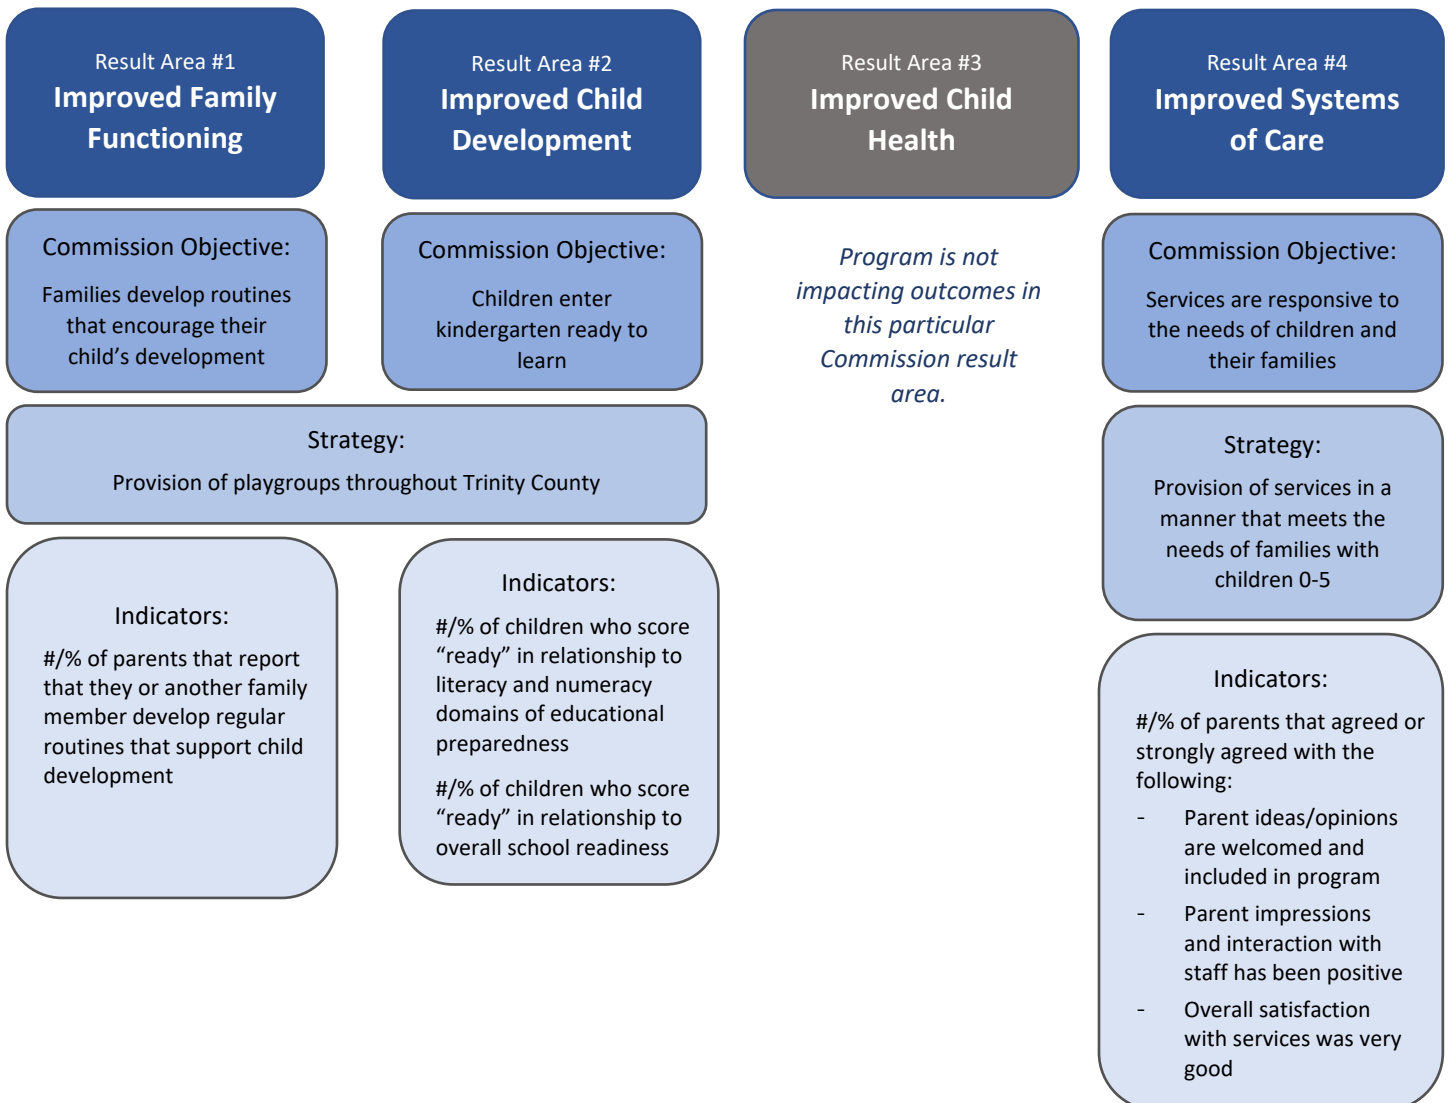 Result Area #1
Improved Family
Functioning
Result Area #2
Improved Child
Development
Result Area #3
Improved Child
Health
Result Area #4
Improved Systems
of Care
Commission Objective:
Families develop routines
that encourage their
child’s development
Commission Objective:
Children enter
kindergarten ready to
learn
Program is not
impacting outcomes in
this particular
Commission result
area.
Commission Objective:
Services are responsive to
the needs of children and
their families
Strategy:
Provision of playgroups throughout Trinity County
Strategy:
Provision of services in a
manner that meets the
needs of families with
children 0-5
Indicators:
#/% of parents that report
that they or another family
member develop regular
routines that support child
development
Indicators:
#/% of children who score
“ready” in relationship to
literacy and numeracy
domains of educational
preparedness
#/% of children who score
“ready” in relationship to
overall school readiness
Indicators:
#/% of parents that agreed or
strongly agreed with the
following:
- Parent ideas/opinions
are welcomed and
included in program
- Parent impressions
and interaction with
staff has been positive
- Overall satisfaction
with services was very
good